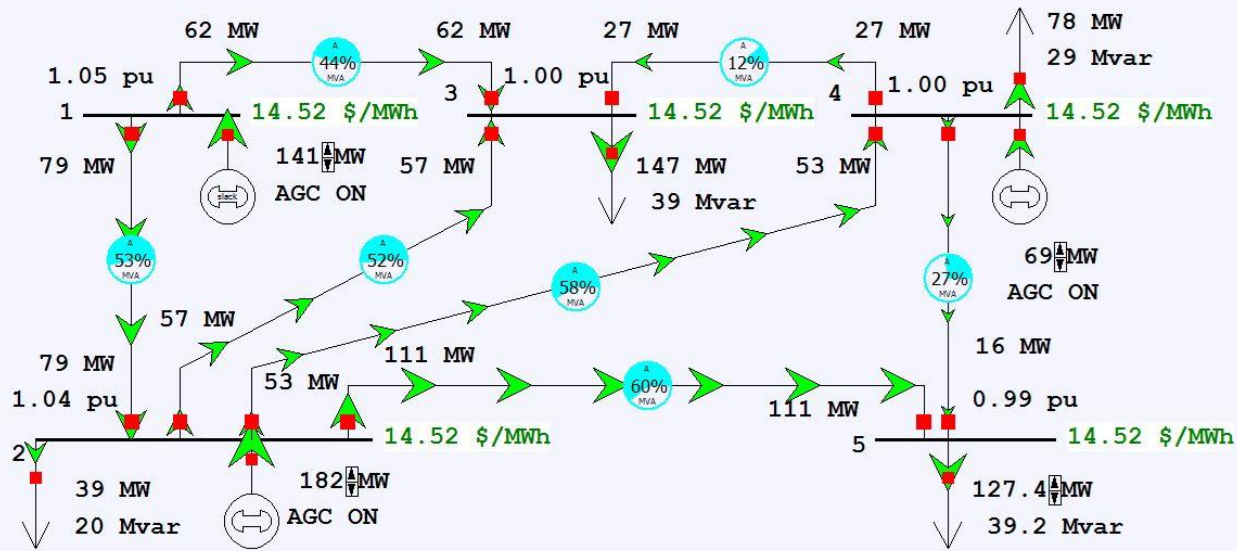 62 MW
A
44%
MVA
62 MW
27 MW
A
12%
MVA
27 MW
78 MW
29 Mvar
1.05 pu
3
1.00 pu
4
1.00 pu
1
14.52 $/MWh
14.52 $/MWh
14.52 $/MWh
79 MW
141 MW
AGC ON
slack
57 MW
147 MW
39 Mvar
53 MW
A
53%
MVA
A
52%
MVA
A
58%
MVA
A
27%
MVA
69 MW
AGC ON
57 MW
79 MW
111 MW
53 MW
16 MW
1.04 pu
A
60%
MVA
111 MW
0.99 pu
2
14.52 $/MWh
5
14.52 $/MWh
39 MW
20 Mvar
182 MW
AGC ON
127.4 MW
39.2 Mvar